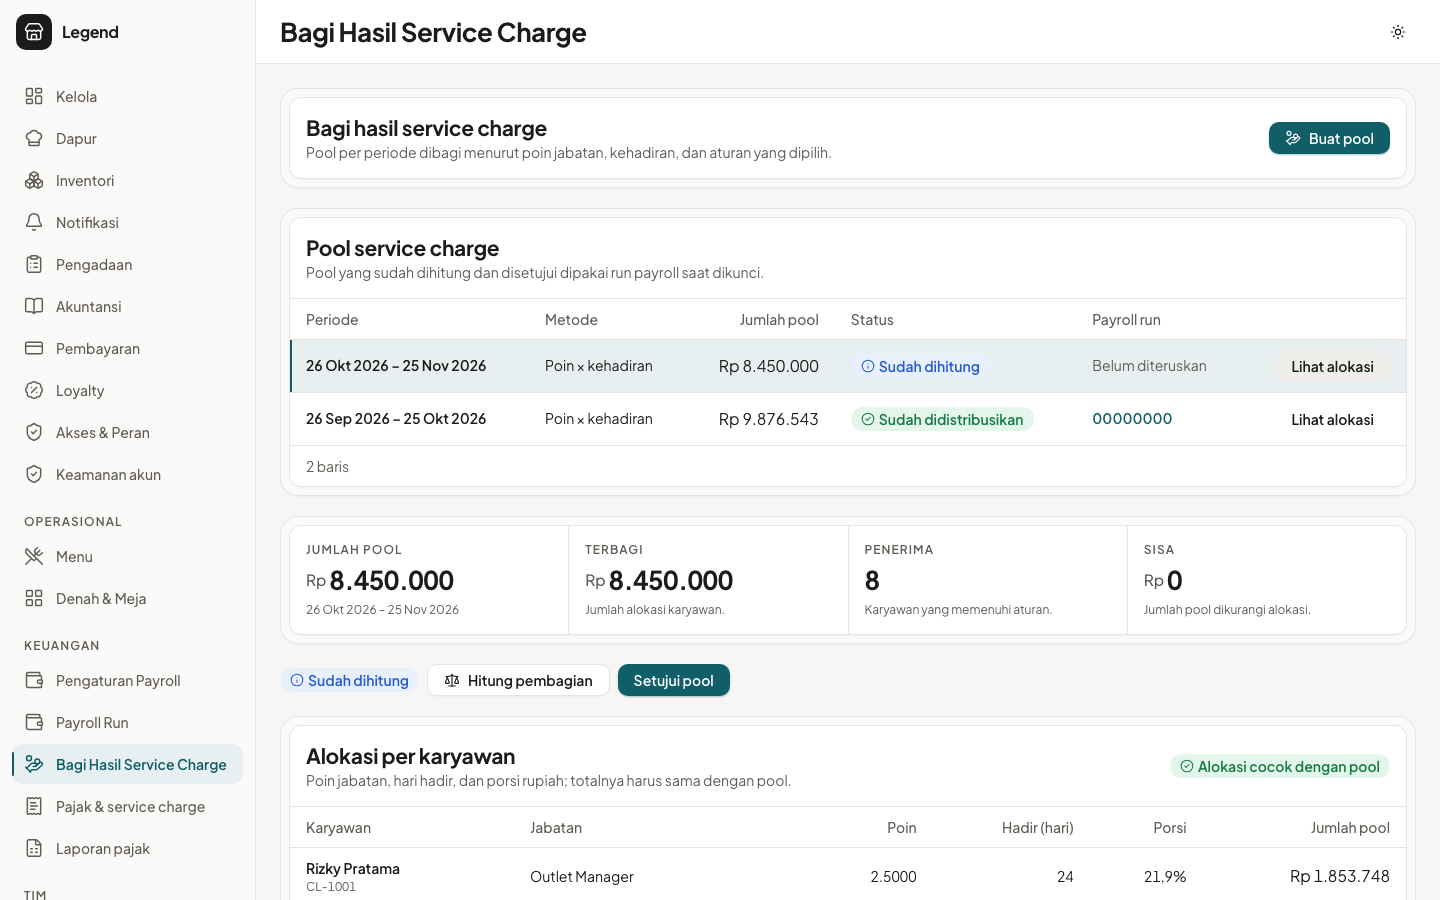 Legend
Bagi Hasil Service Charge
Kelola
Dapur
Inventori
Notifikasi
Pengadaan
Akuntansi
Pembayaran
Loyalty
Akses & Peran
Keamanan akun
OPERASIONAL
Menu
Denah & Meja
KEUANGAN
Pengaturan Payroll
Payroll Run
Bagi Hasil Service Charge
Pajak & service charge
Laporan pajak
TIM
Bagi hasil service charge
Pool per periode dibagi menurut poin jabatan, kehadiran, dan aturan yang dipilih.
Buat pool
Pool service charge
Pool yang sudah dihitung dan disetujui dipakai run payroll saat dikunci.
Periode Metode Jumlah pool Status Payroll run
26 Okt 2026 – 25 Nov 2026 Poin × kehadiran Rp 8.450.000 Sudah dihitung Belum diteruskan Lihat alokasi
26 Sep 2026 – 25 Okt 2026 Poin × kehadiran Rp 9.876.543 Sudah didistribusikan 00000000 Lihat alokasi
2 baris
JUMLAH POOL TERBAGI PENERIMA SISA
Rp 8.450.000 Rp 8.450.000 8 Rp 0
26 Okt 2026 – 25 Nov 2026 Jumlah alokasi karyawan. Karyawan yang memenuhi aturan. Jumlah pool dikurangi alokasi.
Sudah dihitung Hitung pembagian Setujui pool
Alokasi per karyawan
Poin jabatan, hari hadir, dan porsi rupiah; totalnya harus sama dengan pool.
Alokasi cocok dengan pool
Karyawan Jabatan Poin Hadir (hari) Porsi Jumlah pool
Rizky Pratama Outlet Manager 2.5000 24 21,9% Rp 1.853.748
CL-1001